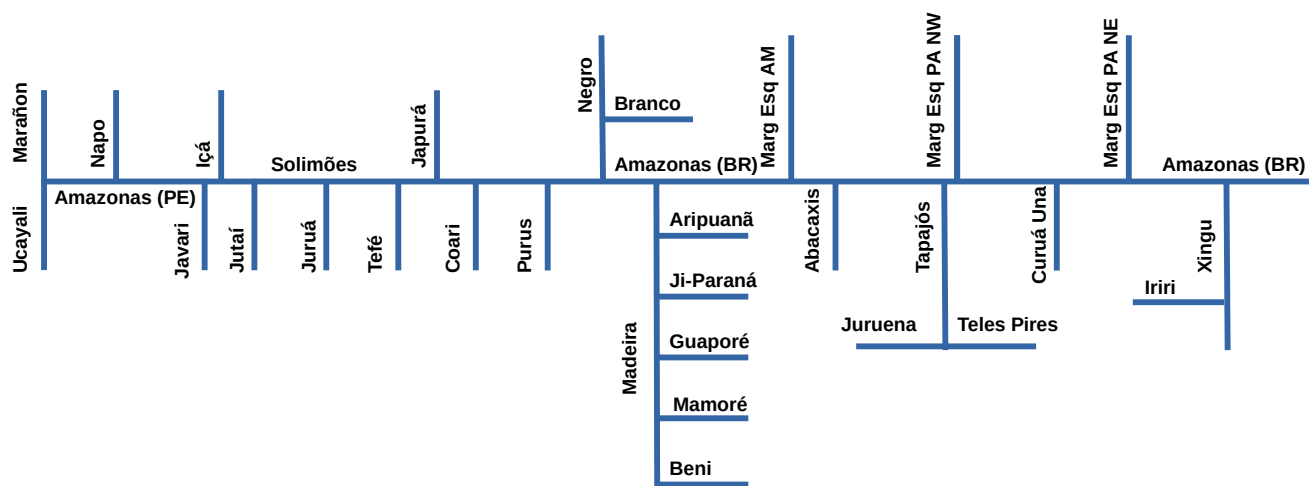 Marañon
Napo
Içá
Solimões
Japurá
Negro
Branco
Amazonas (BR)
Marg Esq AM
Marg Esq PA NW
Marg Esq PA NE
Amazonas (BR)
Ucayali
Amazonas (PE)
Javari
Jutaí
Juruá
Tefé
Coari
Purus
Madeira
Aripuanã
Ji-Paraná
Guaporé
Mamoré
Beni
Abacaxis
Tapajós
Juruena
Teles Pires
Curuá Una
Xingu
Iriri